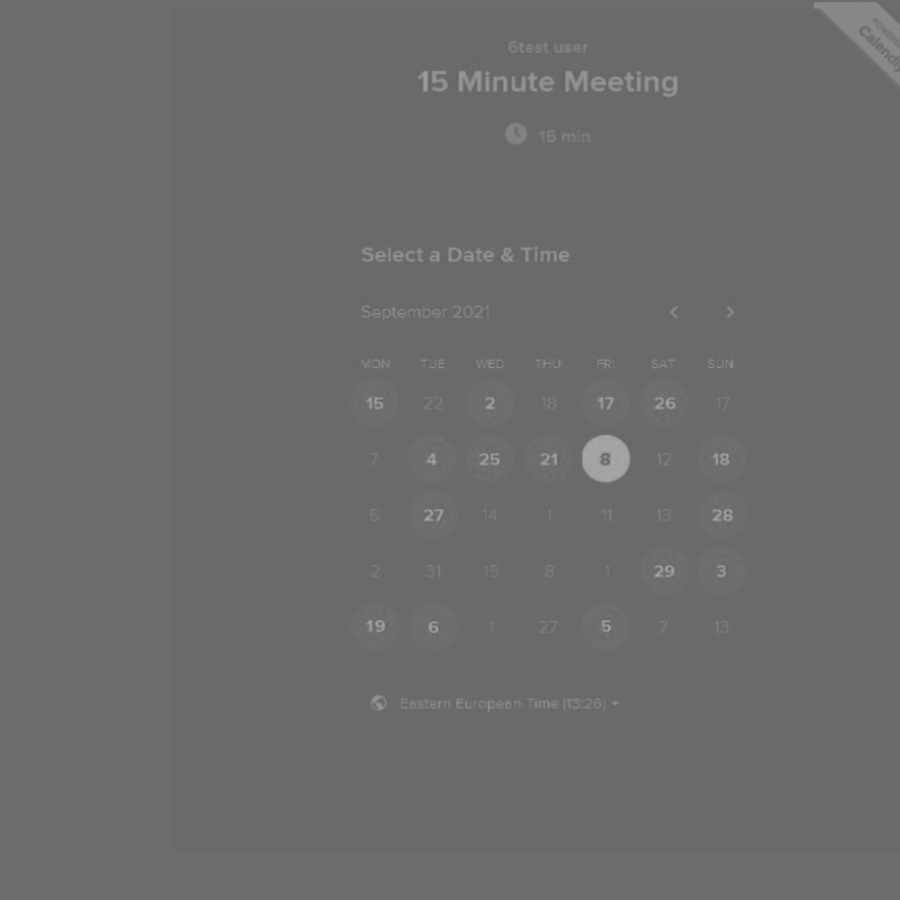 POWERED
Calendly
6test user
15 Minute Meeting
15 min
Select a Date & Time
September 2021
MON TUE WED THU FRI SAT SUN
15 22 2 18 17 26 17
7 4 25 21 8 12 18
5 27 14 1 11 13 28
2 31 15 8 1 29 3
19 6 1 27 5 7 13
Eastern European Time (13:26)